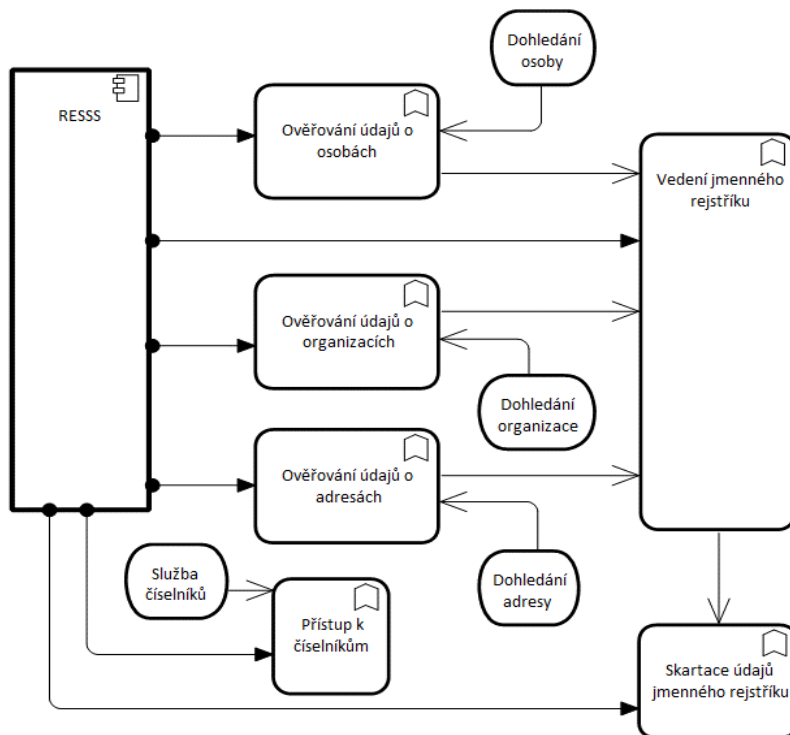 Dohledání
osoby
RESSS
Ověřování údajů o
osobách
Vedení jmenného
rejstříku
Ověřování údajů o
organizacích
Dohledání
organizace
Ověřování údajů o
adresách
Služba
číselníků
Dohledání
adresy
Přístup k
číselníkům
Skartace údajů
jmenného rejstříku